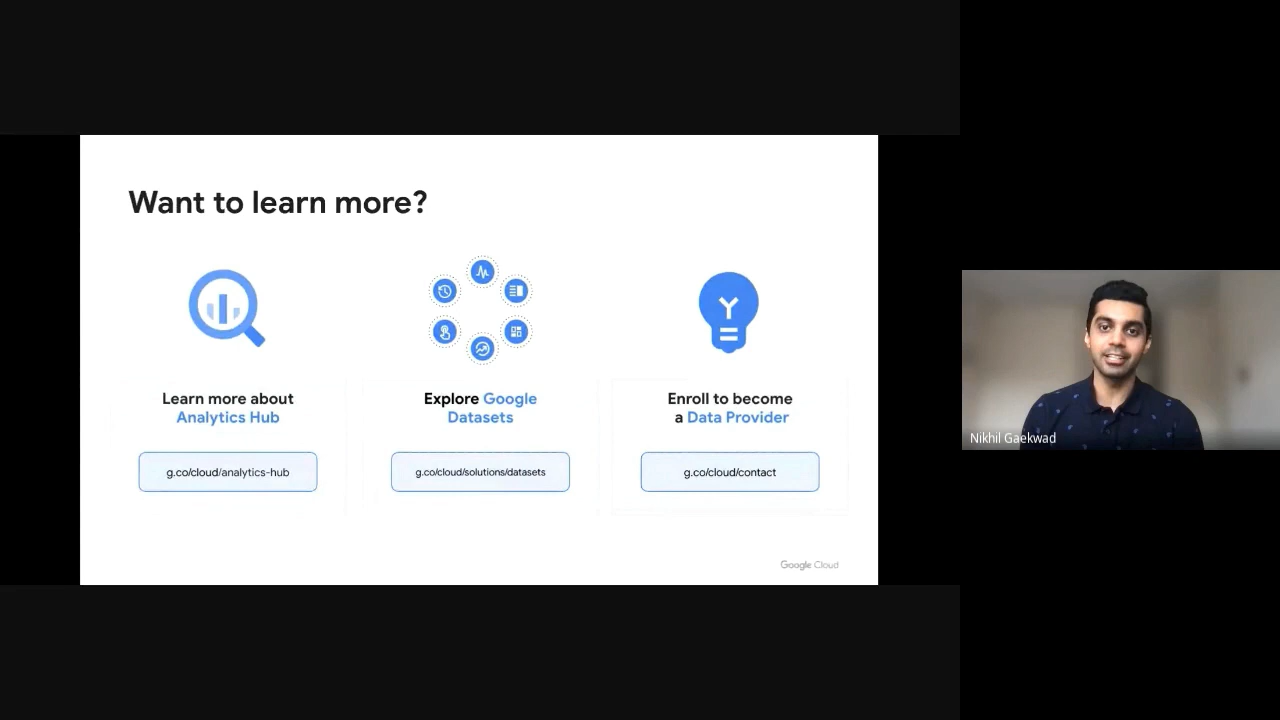 Want to learn more?
Learn more about
Analytics Hub
g.co/cloud/analytics-hub
Explore Google
Datasets
g.co/cloud/solutions/datasets
Enroll to become
a Data Provider
g.co/cloud/contact
Google Cloud
Nikhil Gaekwad